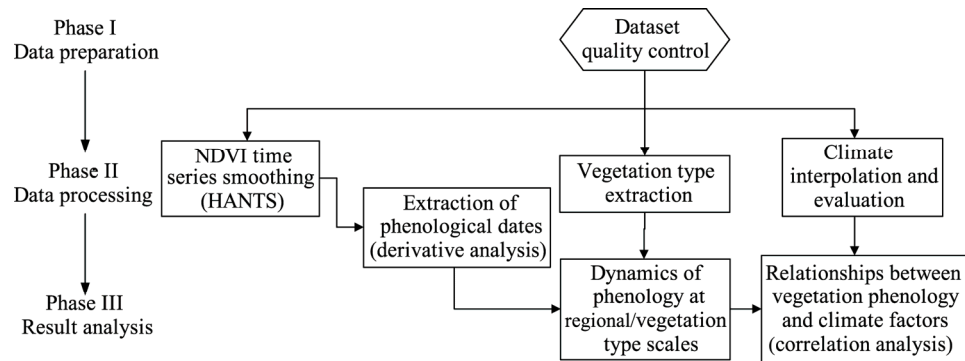 Phase I
Data preparation
Dataset
quality control
Phase II
Data processing
NDVI time
series smoothing
(HANTS)
Extraction of
phenological dates
(derivative analysis)
Vegetation type
extraction
Climate
interpolation and
evaluation
Phase III
Result analysis
Dynamics of
phenology at
regional/vegetation
type scales
Relationships between
vegetation phenology
and climate factors
(correlation analysis)